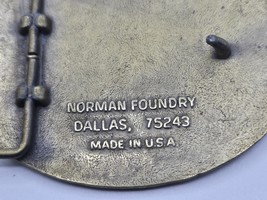 NORMAN FOUNDRY
DALLAS, 75243
MADE IN U.S.A.